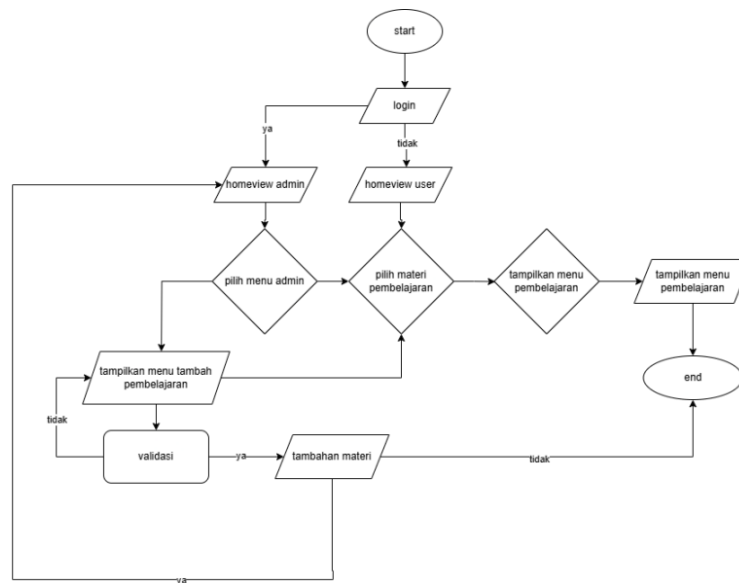 start
login
ya
tidak
homeview admin
homeview user
pilih menu admin
pilih materi
pembelajaran
tampilkan menu
pembelajaran
tampilkan menu
pembelajaran
tampilkan menu tambah
pembelajaran
end
tidak
validasi
ya
tambahan materi
tidak
ya